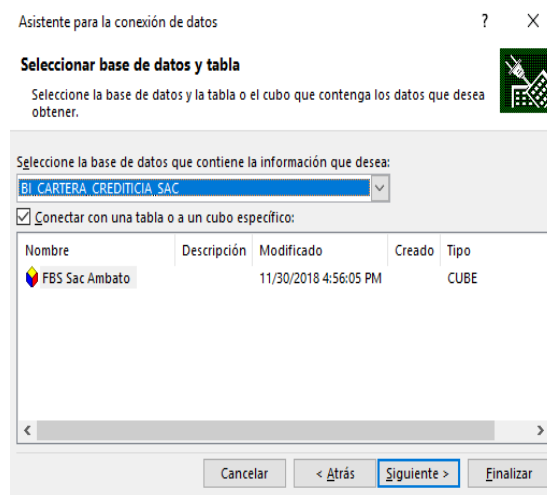 Asistente para la conexión de datos ? X
Seleccionar base de datos y tabla
Seleccione la base de datos y la tabla o el cubo que contenga los datos que desea
obtener.
Seleccione la base de datos que contiene la información que desea:
BI_CARTERA_CREDITICIA_SAC
Conectar con una tabla o a un cubo específico:
Nombre Descripción Modificado Creado Tipo
FBS Sac Ambato 11/30/2018 4:56:05 PM CUBE
Cancelar < Atrás Siguiente > Finalizar